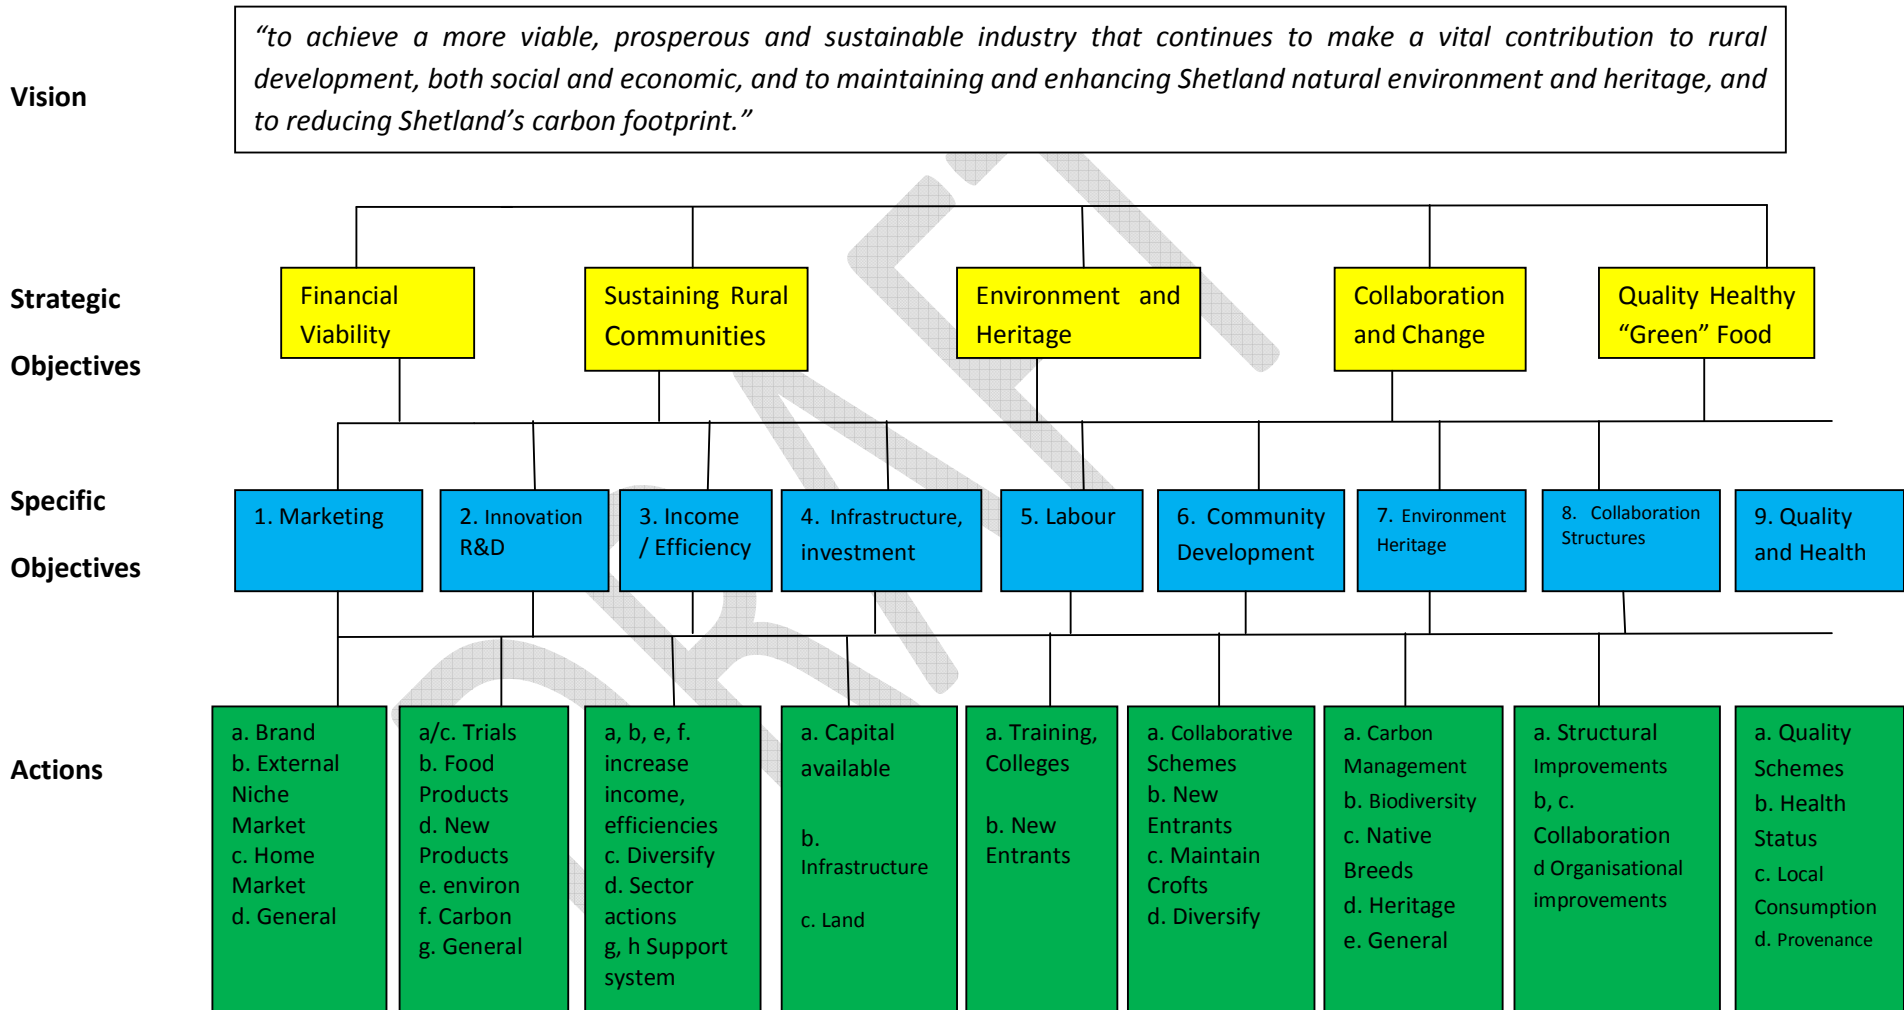 “to achieve a more viable, prosperous and sustainable industry that continues to make a vital contribution to rural
development, both social and economic, and to maintaining and enhancing Shetland natural environment and heritage, and
to reducing Shetland’s carbon footprint.”
Vision
Strategic
Objectives
Financial
Viability
Sustaining Rural
Communities
Environment and
Heritage
Collaboration
and Change
Quality Healthy
“Green” Food
Specific
Objectives
1. Marketing
2. Innovation
R&D
3. Income
/ Efficiency
4. Infrastructure,
investment
5. Labour
6. Community
Development
7. Environment
Heritage
8. Collaboration
Structures
9. Quality
and Health
Actions
a. Brand
b. External
Niche
Market
c. Home
Market
d. General
a/c. Trials
b. Food
Products
d. New
Products
e. environ
f. Carbon
g. General
a, b, e, f.
increase
income,
efficiencies
c. Diversify
d. Sector
actions
g, h Support
system
a. Capital
available
b.
Infrastructure
c. Land
a. Training,
Colleges
b. New
Entrants
a. Collaborative
Schemes
b. New
Entrants
c. Maintain
Crofts
d. Diversify
a. Carbon
Management
b. Biodiversity
c. Native
Breeds
d. Heritage
e. General
a. Structural
Improvements
b, c.
Collaboration
d Organisational
improvements
a. Quality
Schemes
b. Health
Status
c. Local
Consumption
d. Provenance
DRAFT